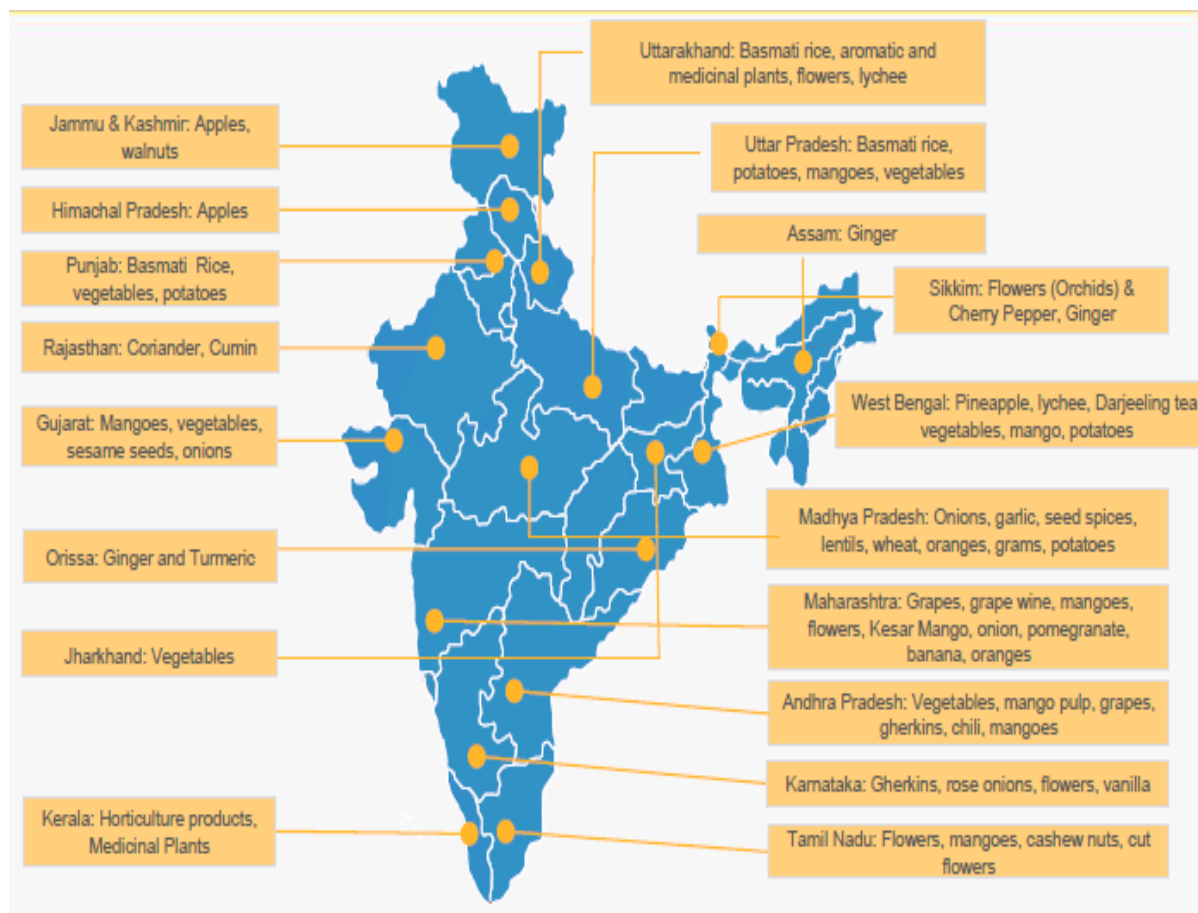 Uttarakhand: Basmati rice, aromatic and
medicinal plants, flowers, lychee
Jammu & Kashmir: Apples,
walnuts
Uttar Pradesh: Basmati rice,
potatoes, mangoes, vegetables
Himachal Pradesh: Apples
Assam: Ginger
Punjab: Basmati Rice,
vegetables, potatoes
Sikkim: Flowers (Orchids) &
Cherry Pepper, Ginger
Rajasthan: Coriander, Cumin
West Bengal: Pineapple, lychee, Darjeeling tea
vegetables, mango, potatoes
Gujarat: Mangoes, vegetables,
sesame seeds, onions
Madhya Pradesh: Onions, garlic, seed spices,
lentils, wheat, oranges, grams, potatoes
Orissa: Ginger and Turmeric
Maharashtra: Grapes, grape wine, mangoes,
flowers, Kesar Mango, onion, pomegranate,
banana, oranges
Jharkhand: Vegetables
Andhra Pradesh: Vegetables, mango pulp, grapes,
gherkins, chili, mangoes
Karnataka: Gherkins, rose onions, flowers, vanilla
Kerala: Horticulture products,
Medicinal Plants
Tamil Nadu: Flowers, mangoes, cashew nuts, cut
flowers